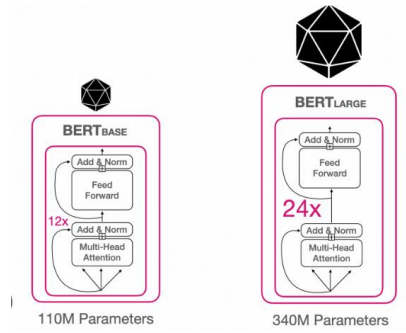 BERTBASE
Add & Norm
Feed
Forward
12x
Add & Norm
Multi-Head
Attention
110M Parameters
BERTLARGE
Add & Norm
Feed
Forward
24x
Add & Norm
Multi-Head
Attention
340M Parameters